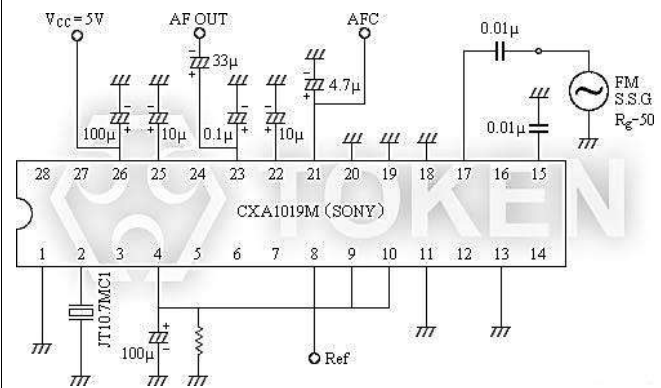 Vcc=5V
AF OUT
AFC
0.01μ
33μ
4.7μ
FM
S.S.G
Rg-50
100μ
10μ
0.1μ
10μ
0.01μ
28 27 26 25 24 23 22 21 20 19 18 17 16 15
CXA1019M (SONY)
TOKEN
1 2 3 4 5 6 7 8 9 10 11 12 13 14
JT10.7MC1
100μ
Ref